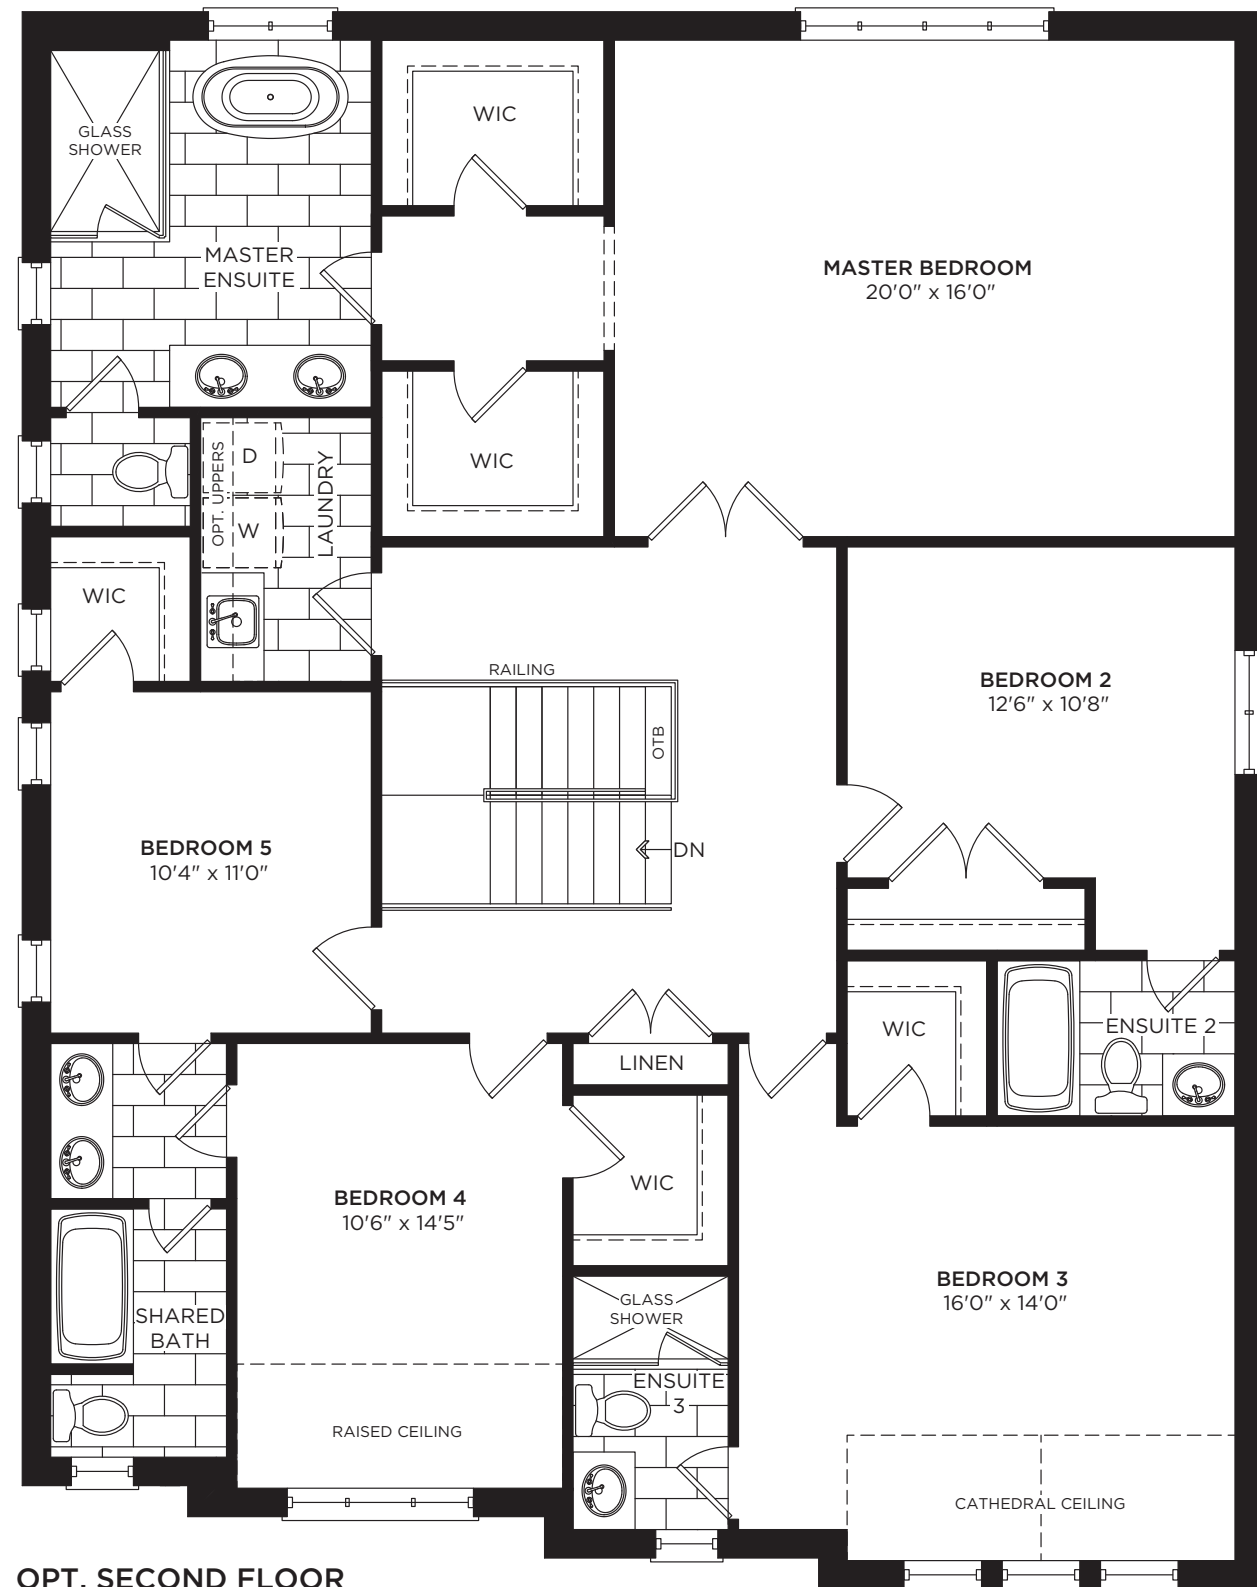 WIC
GLASS
SHOWER
MASTER
ENSUITE
MASTER BEDROOM
20'0" x 16'0"
WIC
D
OPT. UPPERS
W
LAUNDRY
WIC
RAILING
OTB
DN
BEDROOM 2
12'6" x 10'8"
BEDROOM 5
10'4" x 11'0"
WIC
ENSUITE 2
LINEN
WIC
BEDROOM 4
10'6" x 14'5"
BEDROOM 3
16'0" x 14'0"
GLASS
SHOWER
SHARED
BATH
ENSUITE
3
RAISED CEILING
CATHEDRAL CEILING
OPT. SECOND FLOOR